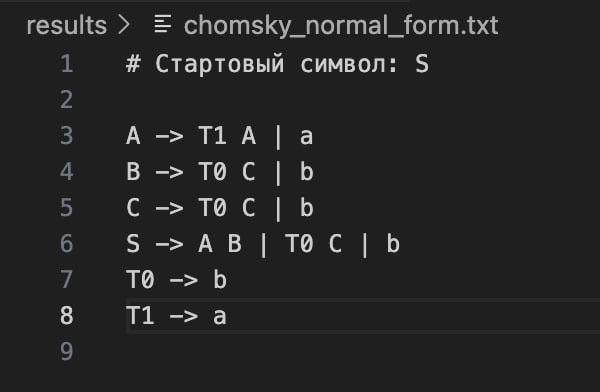 results > chomsky_normal_form.txt
1 # Стартовый символ: S
2
3 A -> T1 A | a
4 B -> T0 C | b
5 C -> T0 C | b
6 S -> A B | T0 C | b
7 T0 -> b
8 T1 -> a
9